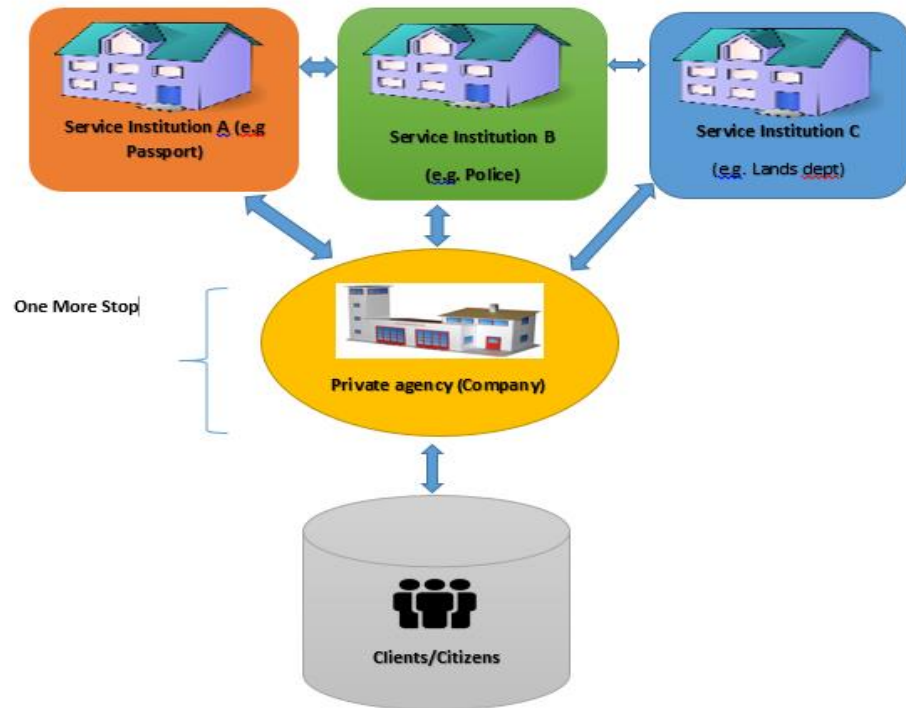 Service Institution A (e.g
Passport)
Service Institution B
(e.g. Police)
Service Institution C
(e.g. Lands dept)
One More Stop
Private agency (Company)
Clients/Citizens